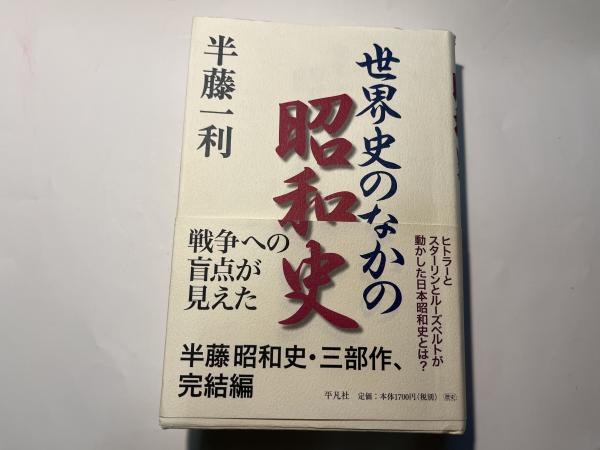 世界史のなかの
昭和史
半藤一利
戦争への
盲点が
見えた
ヒトラーと
スターリンとルーズベルトが
動かした日本昭和史とは？
半藤 昭和史・三部作、
完結編
平凡社 定価：本体1700円（税別）